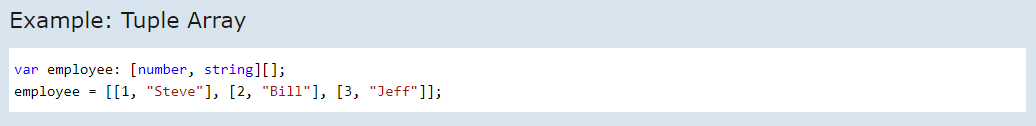 Example: Tuple Array
var employee: [number, string][];
employee = [[1, "Steve"], [2, "Bill"], [3, "Jeff"]];